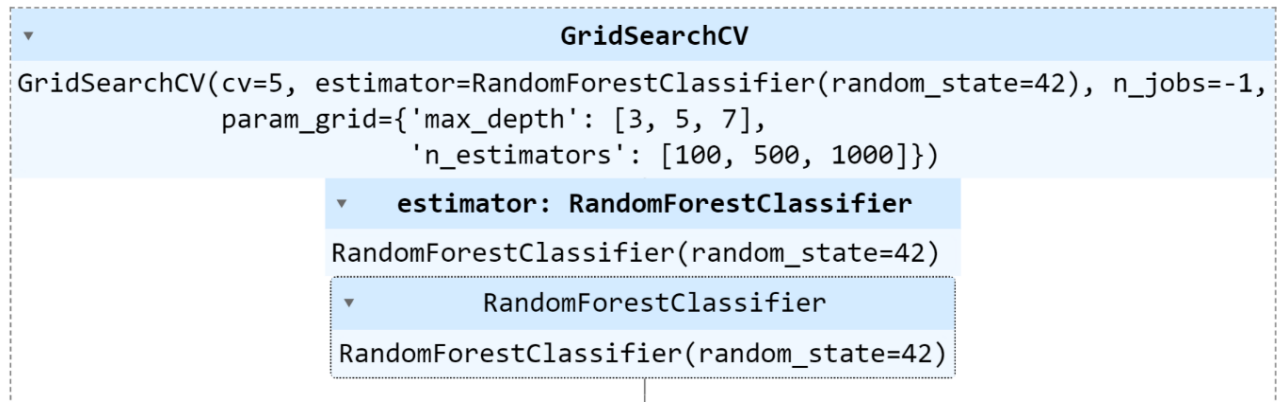 GridSearchCV
GridSearchCV(cv=5, estimator=RandomForestClassifier(random_state=42), n_jobs=-1,
param_grid={'max_depth': [3, 5, 7],
'n_estimators': [100, 500, 1000]})
estimator: RandomForestClassifier
RandomForestClassifier(random_state=42)
RandomForestClassifier
RandomForestClassifier(random_state=42)